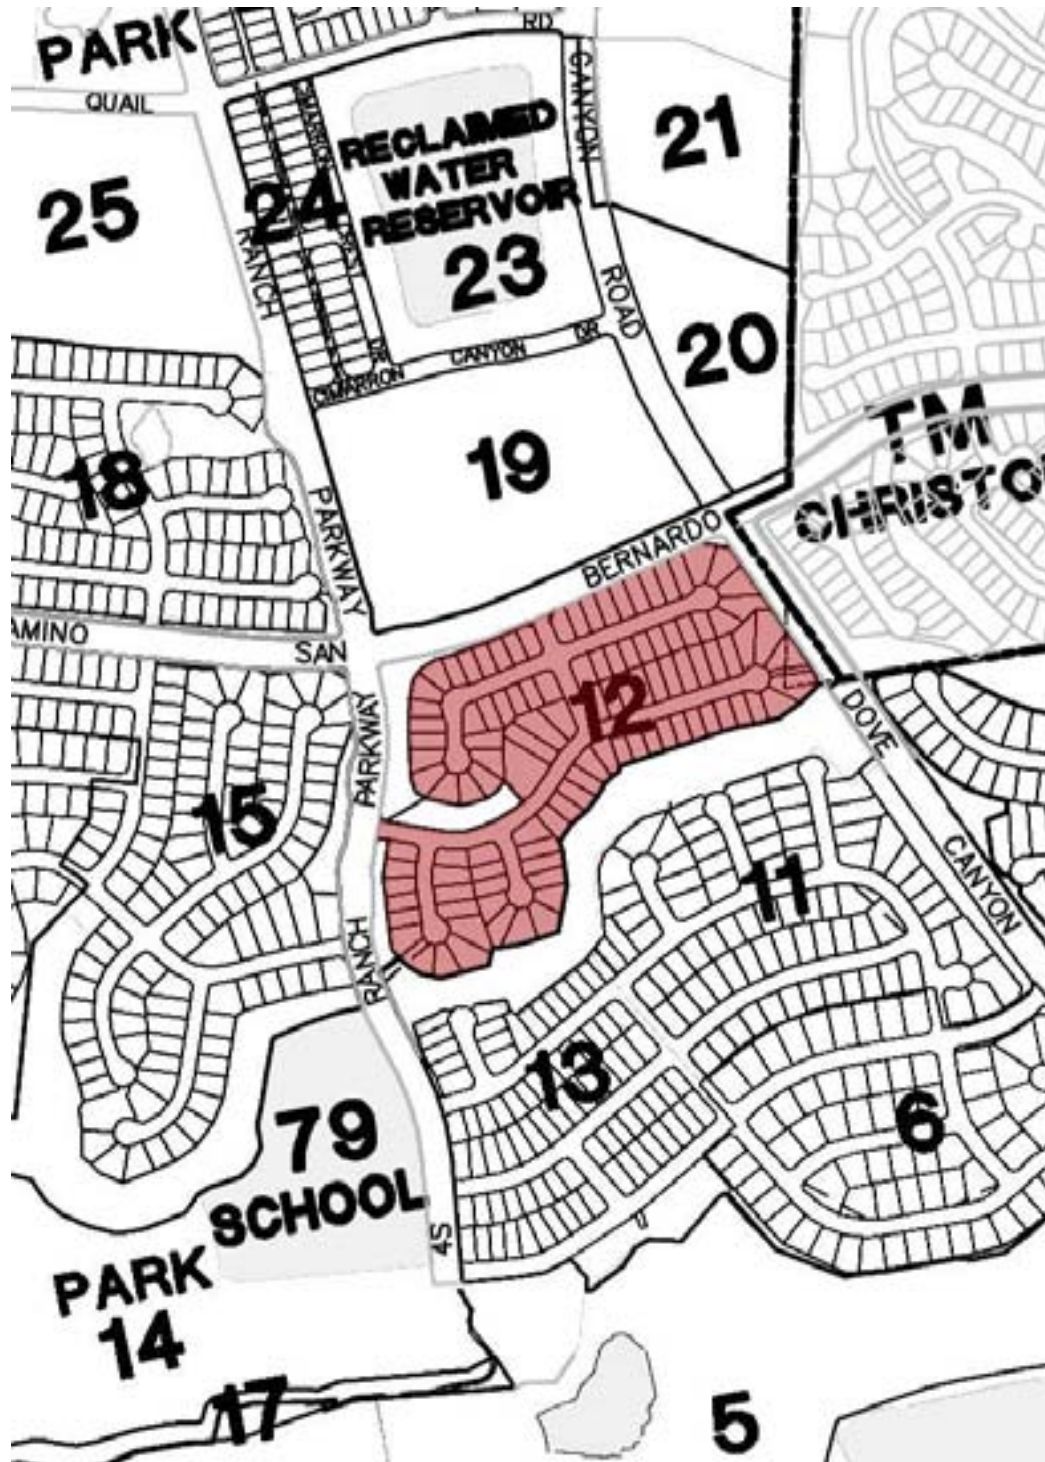 RD
PARK
QUAIL
CANYON
21
RECLAIMED
WATER
RESERVOIR
25
24
23
RANCH
ROAD
DR
20
CANYON
DR
CIMARRON
TM
CHRISTO
19
18
PARKWAY
BERNARDO
AMINO
SAN
12
PARKWAY
DOVE
15
11
CANYON
RANCH
13
6
79
SCHOOL
4S
PARK
14
17
5